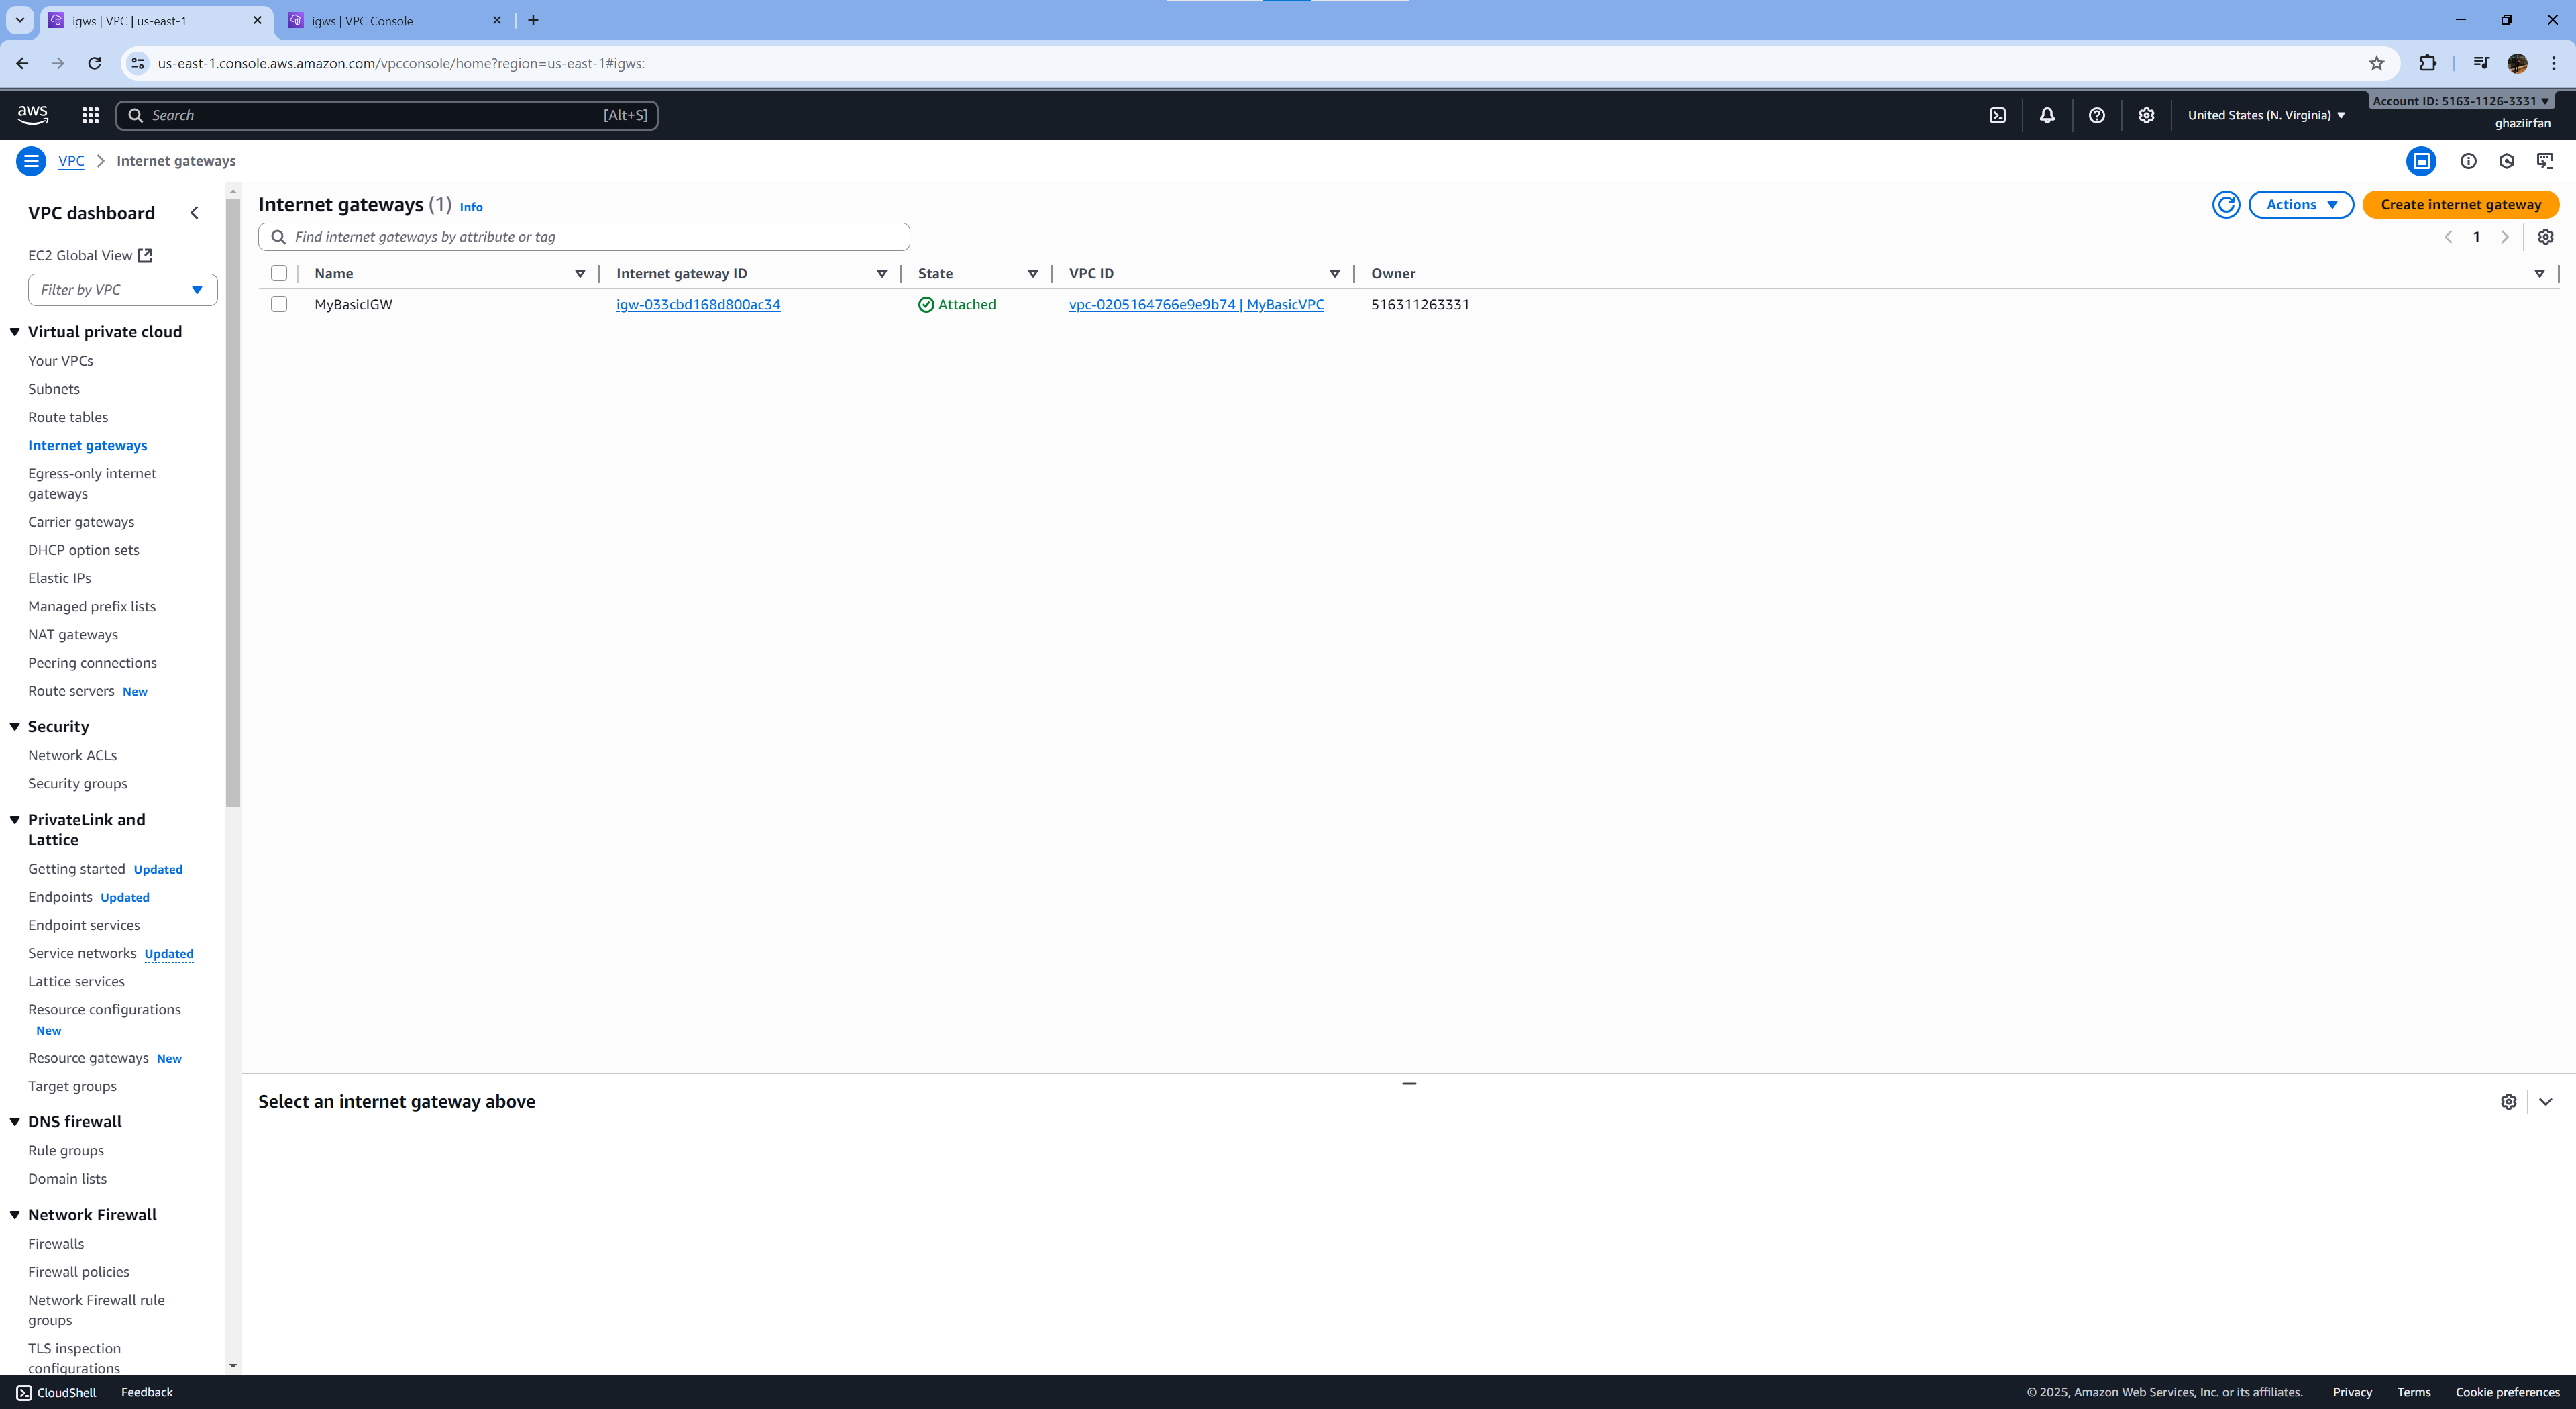 igws | VPC | us-east-1
igws | VPC Console
us-east-1.console.aws.amazon.com/vpcconsole/home?region=us-east-1#igws:
aws
Search
[Alt+S]
United States (N. Virginia)
Account ID: 5163-1126-3331
ghaziirfan
VPC
Internet gateways
VPC dashboard
EC2 Global View
Filter by VPC
Virtual private cloud
Your VPCs
Subnets
Route tables
Internet gateways
Egress-only internet
gateways
Carrier gateways
DHCP option sets
Elastic IPs
Managed prefix lists
NAT gateways
Peering connections
Route servers New
Security
Network ACLs
Security groups
PrivateLink and
Lattice
Getting started Updated
Endpoints Updated
Endpoint services
Service networks Updated
Lattice services
Resource configurations
New
Resource gateways New
Target groups
DNS firewall
Rule groups
Domain lists
Network Firewall
Firewalls
Firewall policies
Network Firewall rule
groups
TLS inspection
configurations
Internet gateways (1) Info
Actions
Create internet gateway
Find internet gateways by attribute or tag
1
Name
Internet gateway ID
State
VPC ID
Owner
MyBasicIGW
igw-033cbd168d800ac34
Attached
vpc-0205164766e9e9b74 | MyBasicVPC
516311263331
Select an internet gateway above
CloudShell
Feedback
© 2025, Amazon Web Services, Inc. or its affiliates.
Privacy
Terms
Cookie preferences